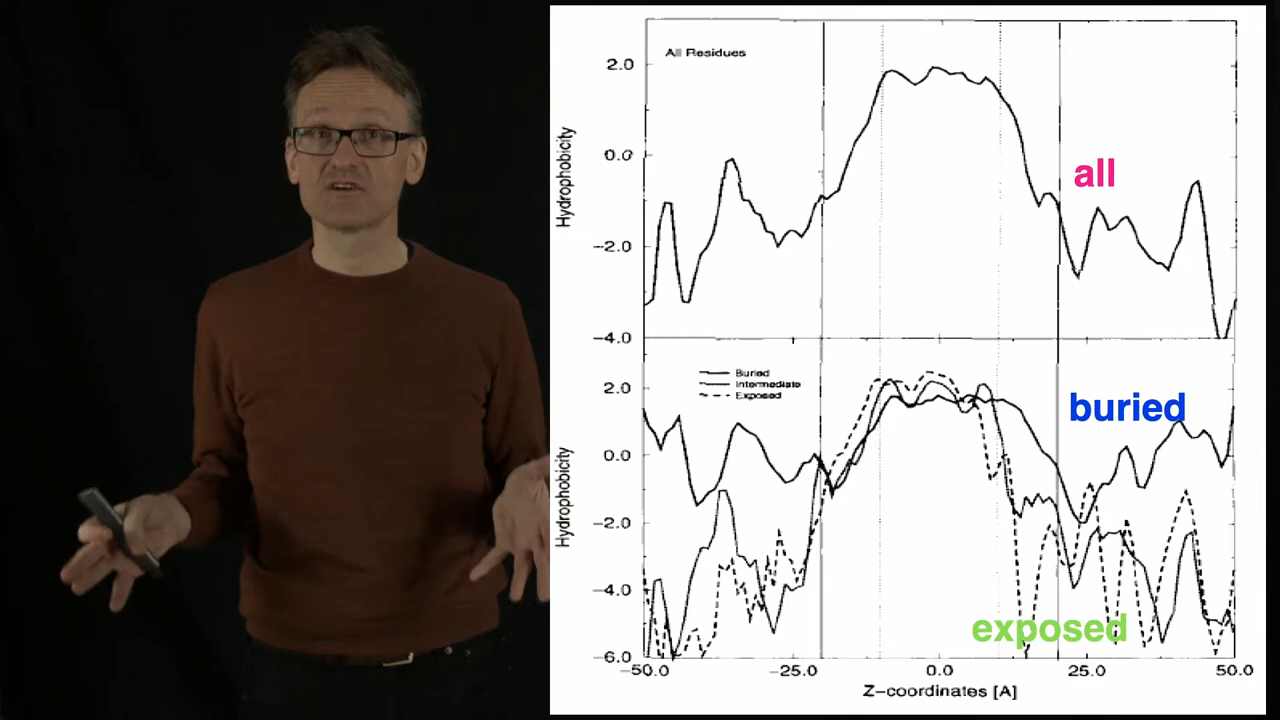 All Residues
2.0
0.0
−2.0
−4.0
Hydrophobicity
all
Buried
Intermediate
Exposed
buried
2.0
0.0
−2.0
−4.0
−6.0
Hydrophobicity
exposed
−50.0 −25.0 0.0 25.0 50.0
Z−coordinates [A]